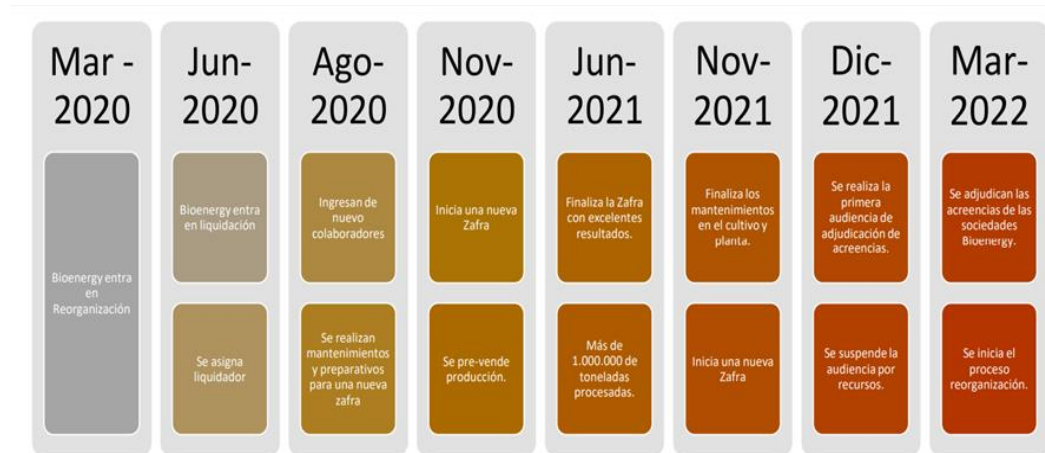 Mar -
2020
Bioenergy entra
en
Reorganización
Jun-
2020
Bioenergy entra
en liquidación
Se asigna
liquidador
Ago-
2020
Ingresan de
nuevo
colaboradores
Se realizan
mantenimientos
y preparativos
para una nueva
zafra
Nov-
2020
Inicia una nueva
Zafra
Se pre-vende
producción.
Jun-
2021
Finaliza la Zafra
con excelentes
resultados.
Más de
1.000.000 de
toneladas
procesadas.
Nov-
2021
Finaliza los
mantenimientos
en el cultivo y
planta.
Inicia una nueva
Zafra
Dic-
2021
Se realiza la
primera
audiencia de
adjudicación de
acreencias.
Se suspende la
audiencia por
recursos.
Mar-
2022
Se adjudican las
acreencias de las
sociedades
Bioenergy.
Se inicia el
proceso
reorganización.